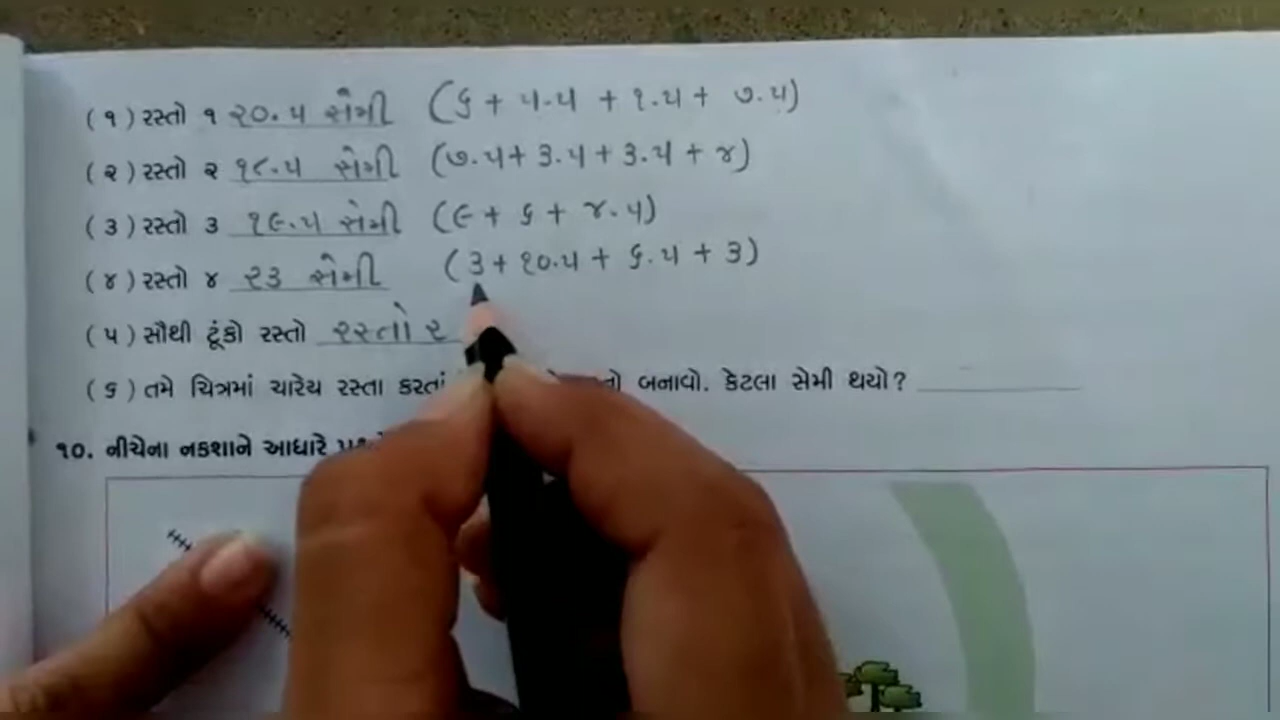 (૧) રસ્તો ૧ ૨૦.૫ સેમી (૬ + ૫.૫ + ૧.૫ + ૭.૫)
(૨) રસ્તો ૨ ૧૮.૫ સેમી (૭.૫+ ૩.૫ + ૩.૫ + ૪)
(૩) રસ્તો ૩ ૧૯.૫ સેમી (૯ + ૬ + ૪.૫)
(૪) રસ્તો ૪ ૨૩ સેમી (૩ + ૧૦.૫ + ૬.૫ + ૩)
(૫) સૌથી ટૂંકો રસ્તો રસ્તો ૨
(૬) તમે ચિત્રમાં ચારેય રસ્તા કરતાં બનાવો. કેટલા સેમી થયો?
૧૦. નીચેના નકશાને આધારે